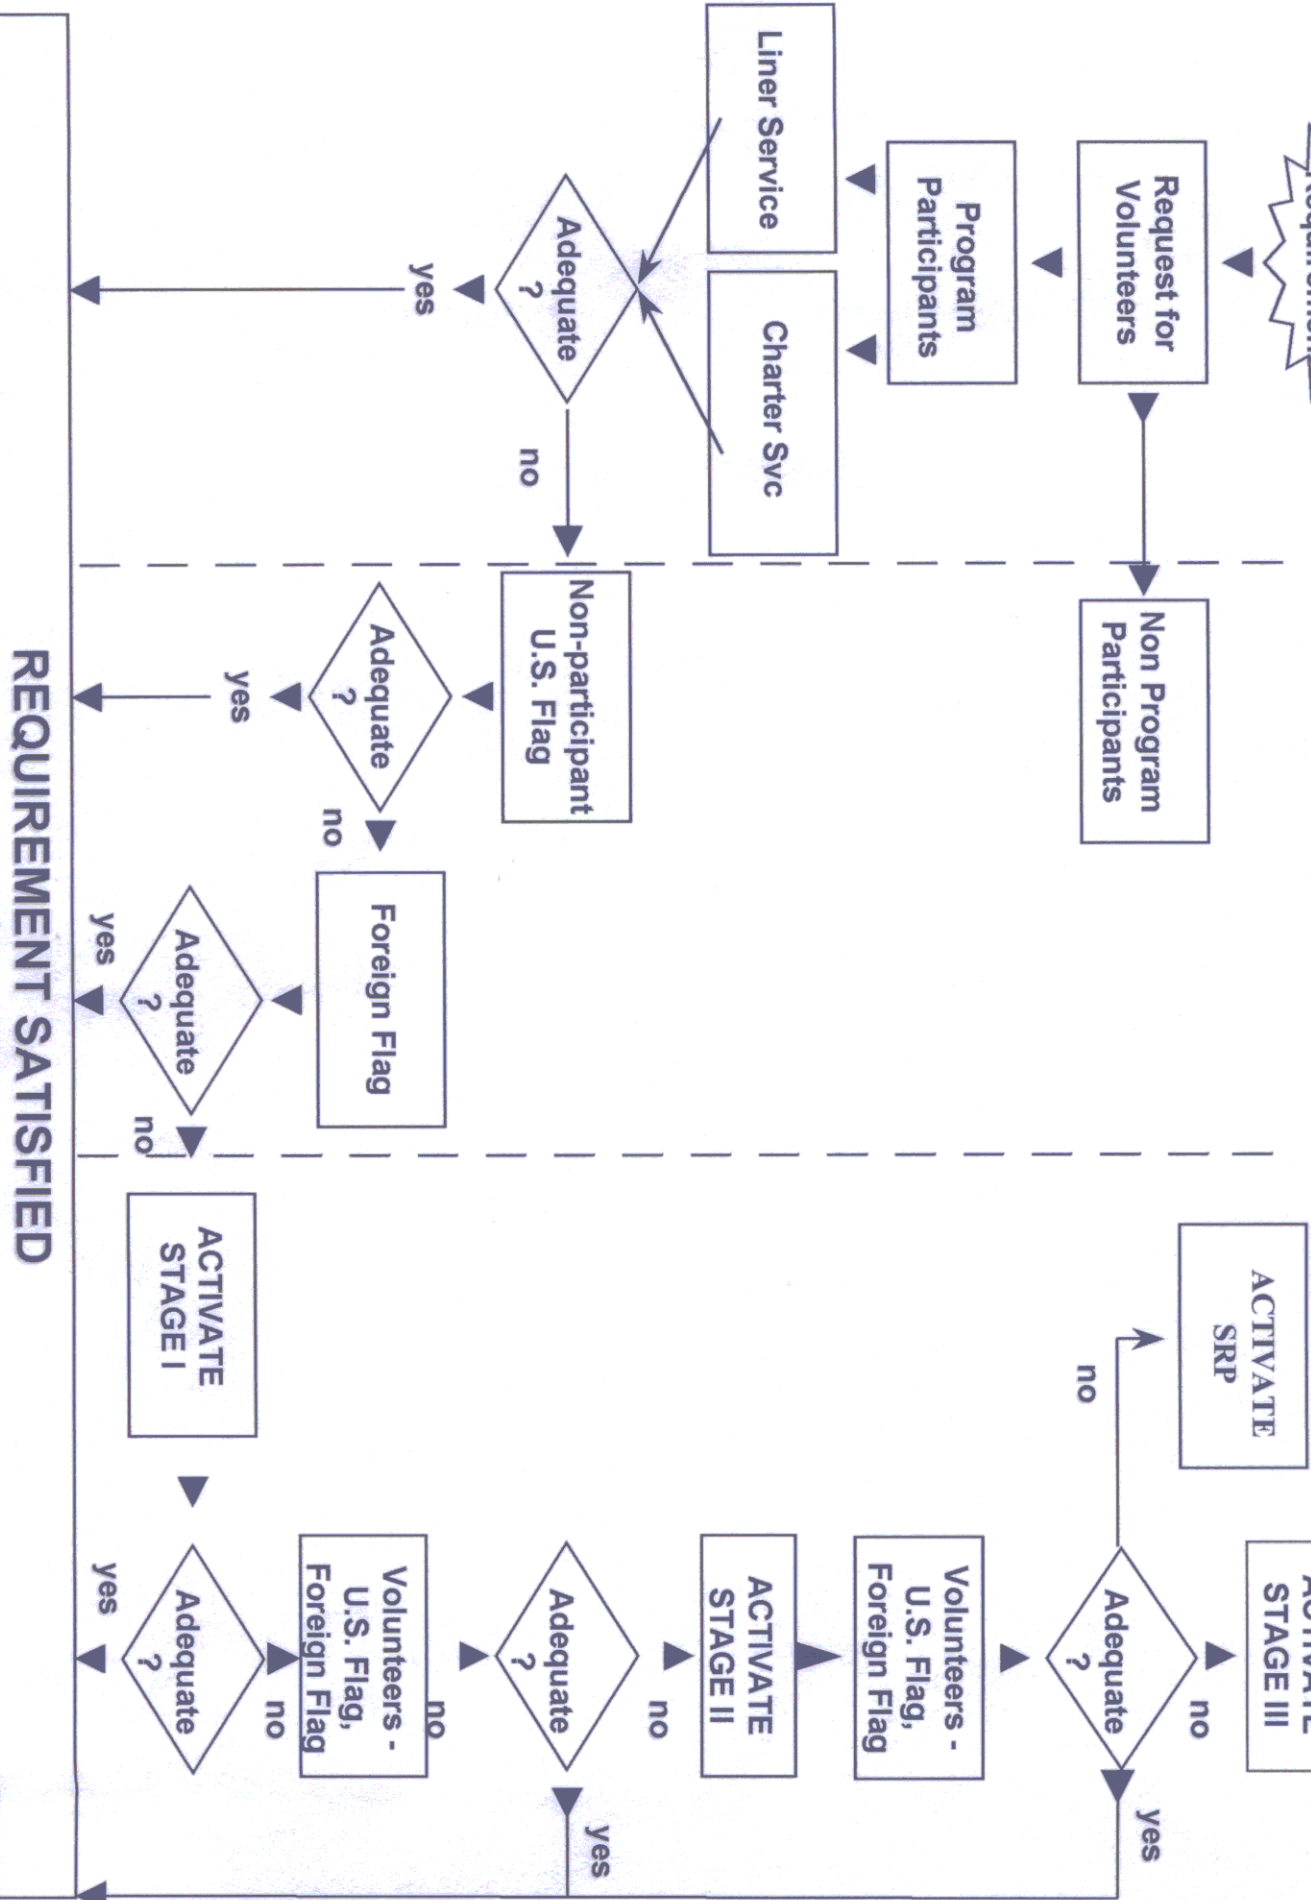 Request for
Volunteers
Program
Participants
Liner Service
Charter Svc
Adequate
?
yes
no
Non Program
Participants
Non-participant
U.S. Flag
Adequate
?
yes
no
Foreign Flag
Adequate
?
yes
no
ACTIVATE
STAGE I
Adequate
?
yes
no
Volunteers -
U.S. Flag,
Foreign Flag
no
Adequate
?
yes
no
ACTIVATE
STAGE II
Volunteers -
U.S. Flag,
Foreign Flag
Adequate
?
yes
no
no
ACTIVATE
SRP
STAGE III
REQUIREMENT SATISFIED